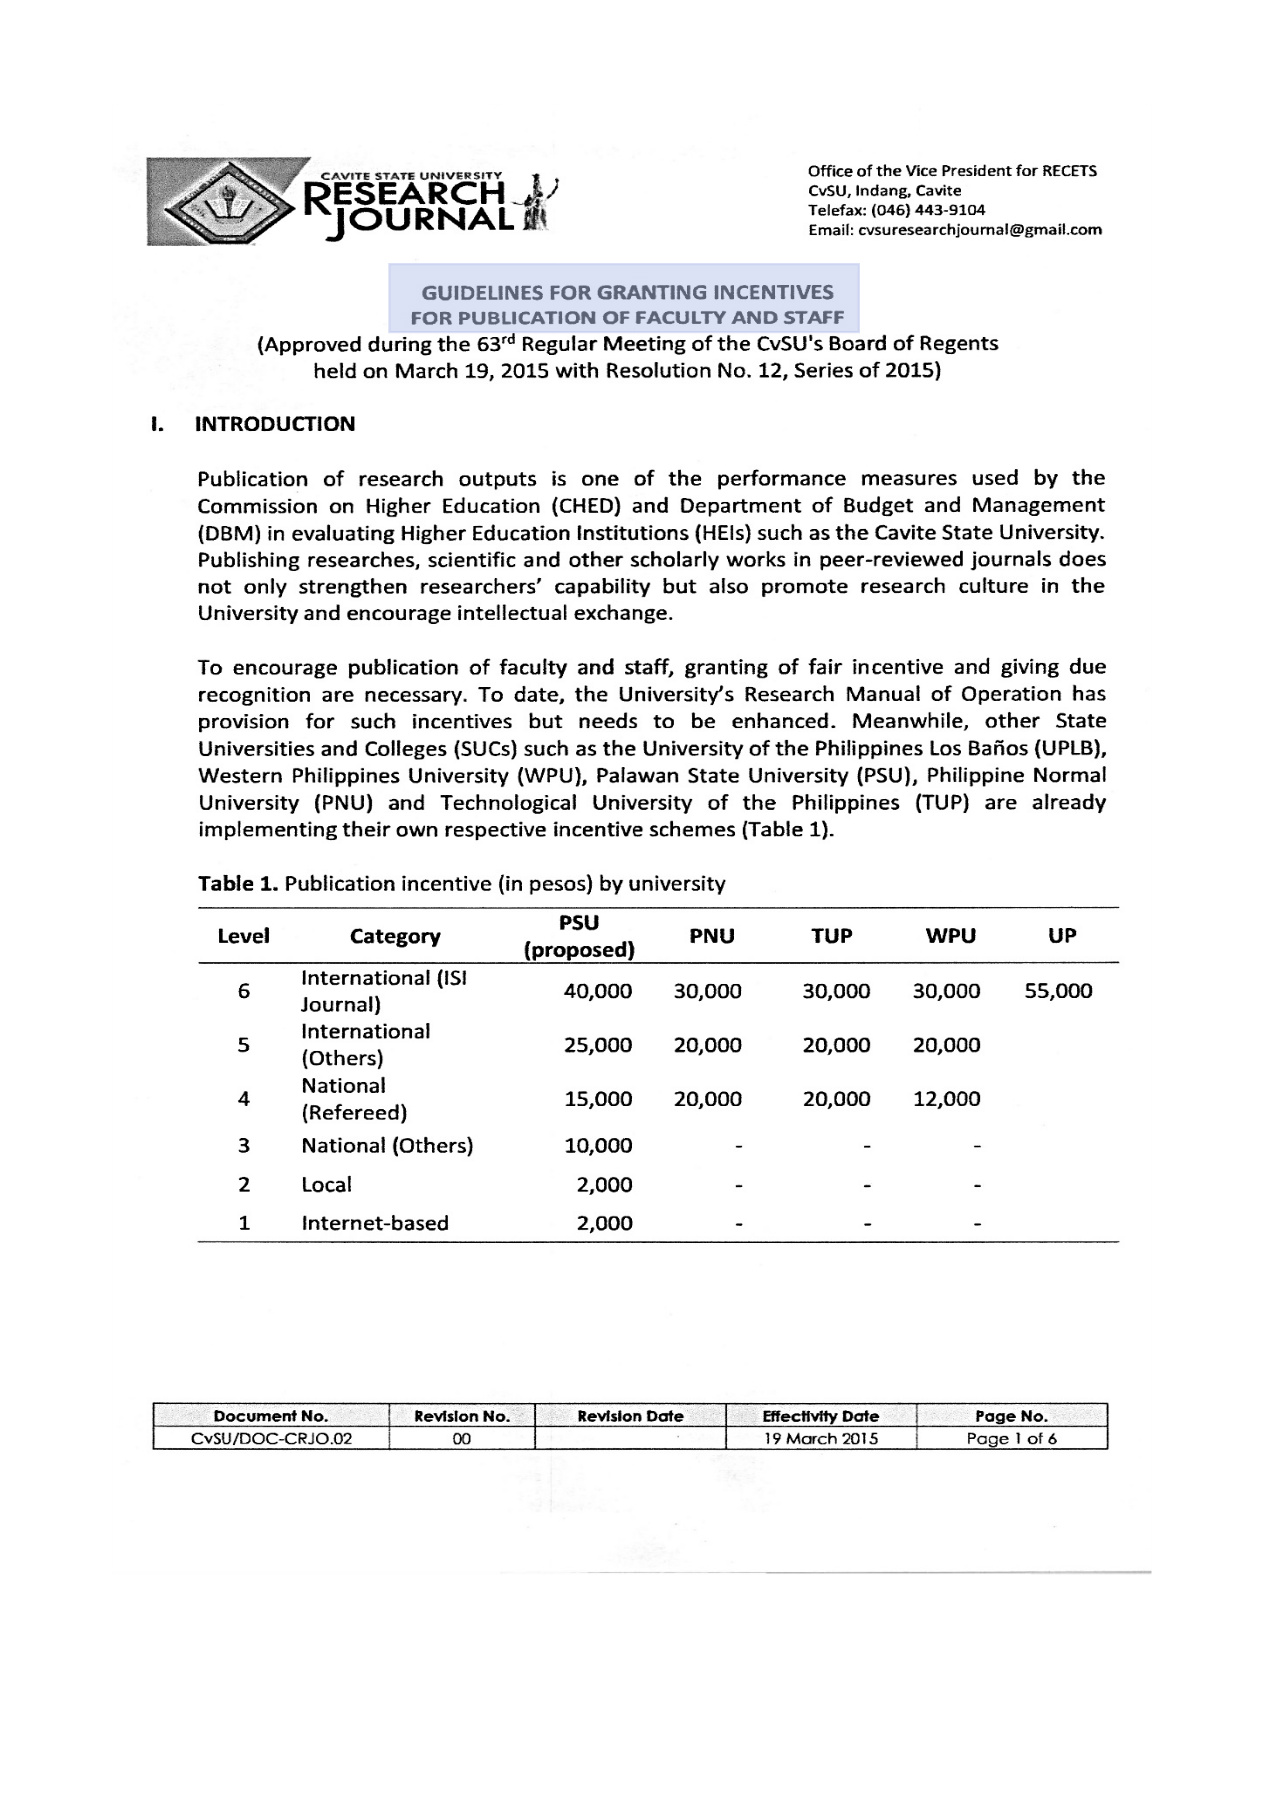 CAVITE STATE UNIVERSITY
RESEARCH
JOURNAL
Office of the Vice President for RECETS
CvSU, Indang, Cavite
Telefax: (046) 443-9104
Email: cvsuresearchjournal@gmail.com
GUIDELINES FOR GRANTING INCENTIVES
FOR PUBLICATION OF FACULTY AND STAFF
(Approved during the 63rd Regular Meeting of the CvSU's Board of Regents
held on March 19, 2015 with Resolution No. 12, Series of 2015)
I. INTRODUCTION
Publication of research outputs is one of the performance measures used by the
Commission on Higher Education (CHED) and Department of Budget and Management
(DBM) in evaluating Higher Education Institutions (HEIs) such as the Cavite State University.
Publishing researches, scientific and other scholarly works in peer-reviewed journals does
not only strengthen researchers' capability but also promote research culture in the
University and encourage intellectual exchange.
To encourage publication of faculty and staff, granting of fair incentive and giving due
recognition are necessary. To date, the University's Research Manual of Operation has
provision for such incentives but needs to be enhanced. Meanwhile, other State
Universities and Colleges (SUCs) such as the University of the Philippines Los Baños (UPLB),
Western Philippines University (WPU), Palawan State University (PSU), Philippine Normal
University (PNU) and Technological University of the Philippines (TUP) are already
implementing their own respective incentive schemes (Table 1).
Table 1. Publication incentive (in pesos) by university
Level Category PSU (proposed) PNU TUP WPU UP
6 International (ISI Journal) 40,000 30,000 30,000 30,000 55,000
5 International (Others) 25,000 20,000 20,000 20,000
4 National (Refereed) 15,000 20,000 20,000 12,000
3 National (Others) 10,000 - - -
2 Local 2,000 - - -
1 Internet-based 2,000 - - -
Document No. Revision No. Revision Date Effectivity Date Page No.
CvSU/DOC-CRJO.02 00 19 March 2015 Page 1 of 6